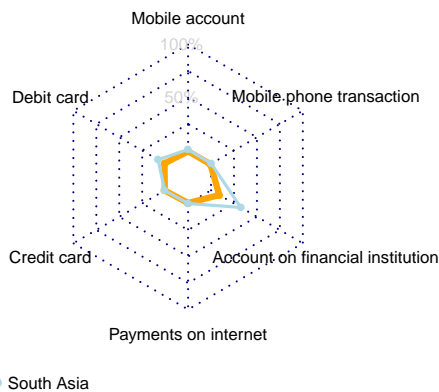 Mobile account
100%
Debit card
50%
Mobile phone transaction
Credit card
Account on financial institution
Payments on internet
South Asia